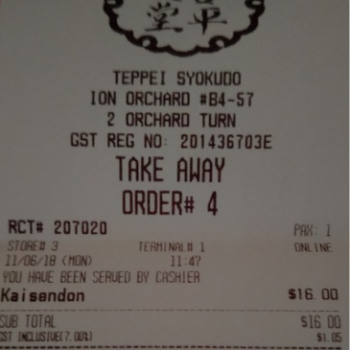 平
堂
TEPPEI SYOKUDO
ION ORCHARD #B4-57
2 ORCHARD TURN
GST REG NO: 201436703E
TAKE AWAY
ORDER# 4
RCT# 207020 PAX: 1
STORE# 3 TERMINAL# 1 ONLINE
11/06/18 (MON) 11:47
YOU HAVE BEEN SERVED BY CASHIER
Kaisendon $16.00
SUB TOTAL $16.00
GST INCLUSIVE(7.00%) $1.05